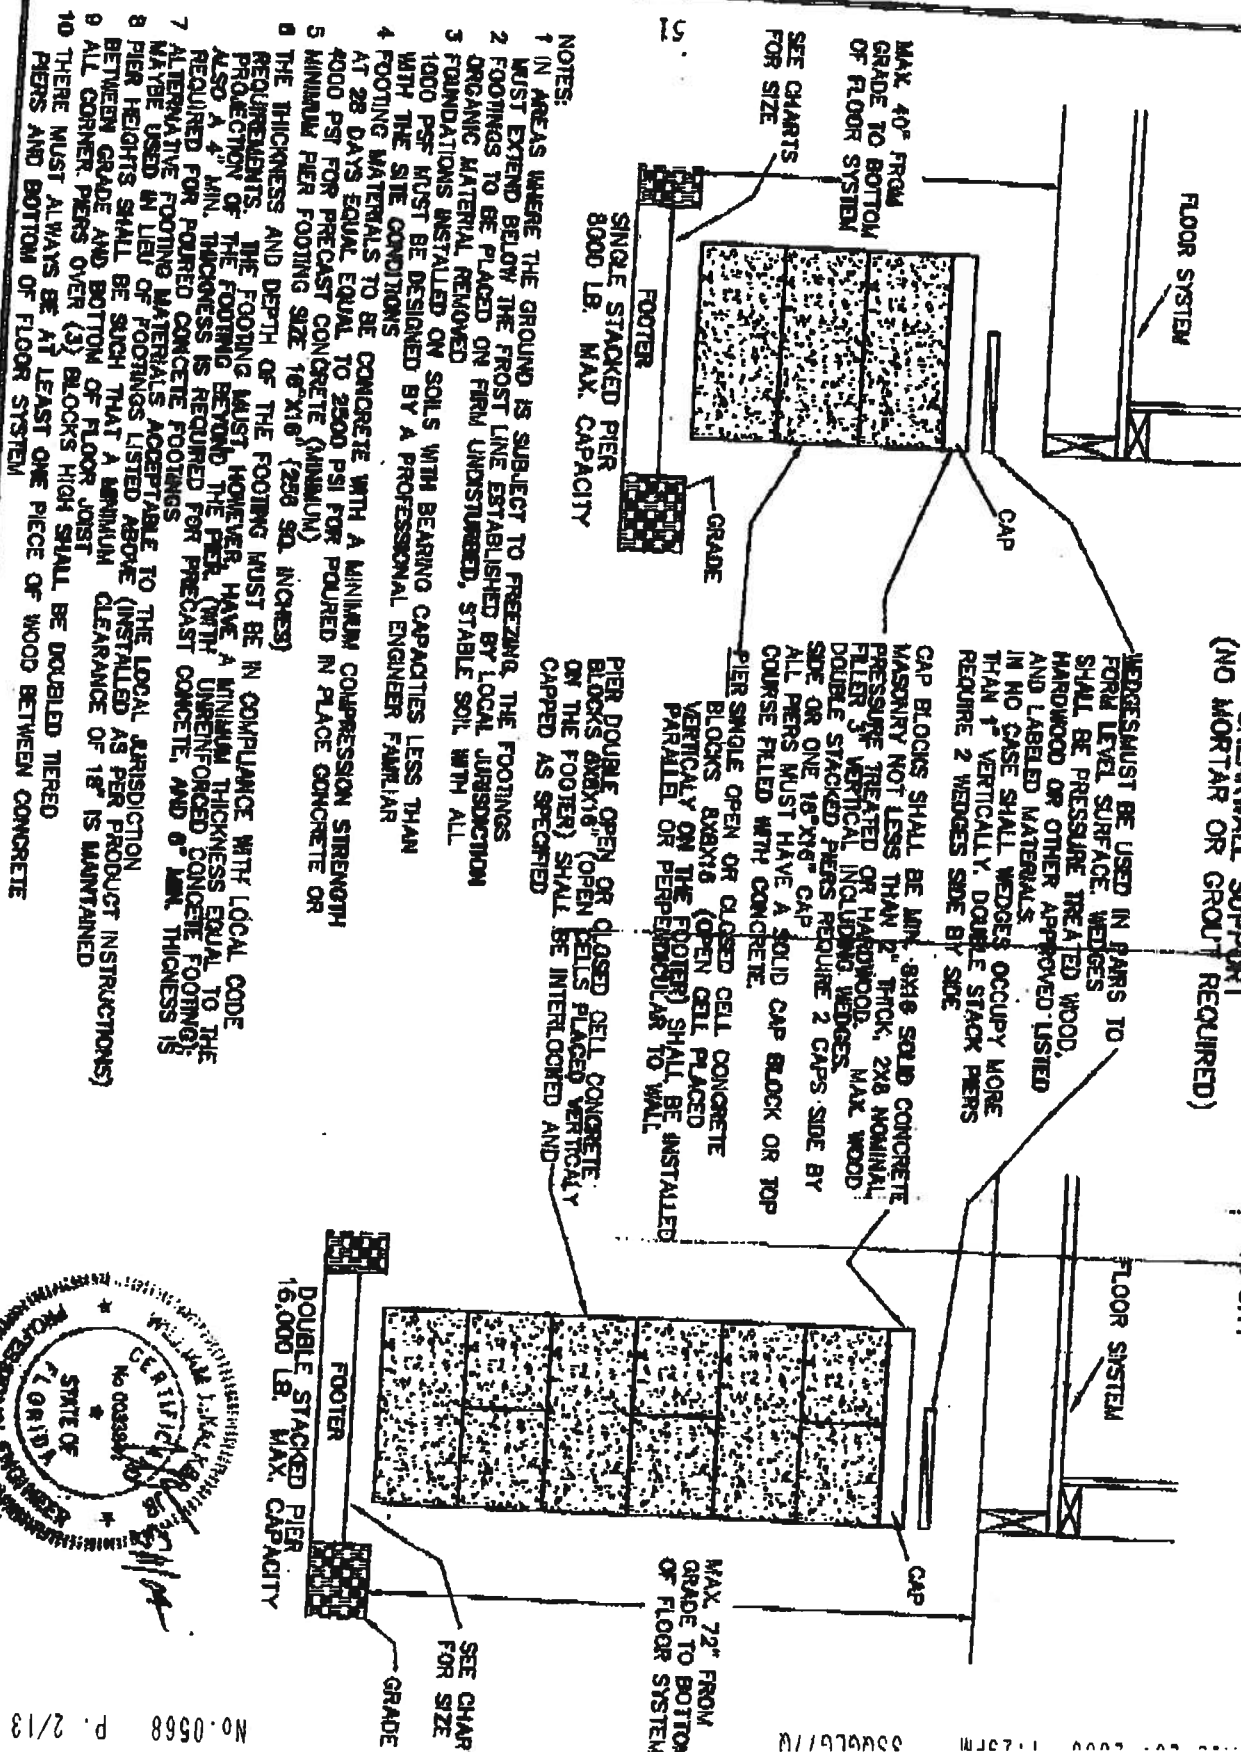 SIDEWALL SUPPORT
(NO MORTAR OR GROUT REQUIRED)
FLOOR SYSTEM
MAX. 40" FROM
GRADE TO BOTTOM
OF FLOOR SYSTEM
SEE CHARTS
FOR SIZE
CAP
GRADE
FOOTER
SINGLE STACKED PIER
8000 LB. MAX. CAPACITY
WEDGES MUST BE USED IN PAIRS TO
FORM LEVEL SURFACE. WEDGES
SHALL BE PRESSURE TREATED WOOD,
HARDWOOD OR OTHER APPROVED LISTED
AND LABELED MATERIALS
IN NO CASE SHALL WEDGES OCCUPY MORE
THAN 1" VERTICALLY. DOUBLE STACK PIERS
REQUIRE 2 WEDGES SIDE BY SIDE
CAP BLOCKS SHALL BE MIN. 8X16 SOLID CONCRETE
MASONRY NOT LESS THAN 2" THICK, 2X8 NOMINAL
PRESSURE TREATED OR HARDWOOD. MAX. WOOD
FILLER 3" VERTICAL INCLUDING WEDGES.
DOUBLE STACKED PIERS REQUIRE 2 CAPS SIDE BY
SIDE OR ONE 16"X16" CAP
ALL PIERS MUST HAVE A SOLID CAP BLOCK OR TOP
COURSE FILLED WITH CONCRETE.
PIER SINGLE OPEN OR CLOSED CELL CONCRETE
BLOCKS 8X8X16 (OPEN CELL PLACED
VERTICALY ON THE FOOTER) SHALL BE INSTALLED
PARALLEL OR PERPENDICULAR TO WALL
PIER DOUBLE OPEN OR CLOSED CELL CONCRETE
BLOCKS 8X8X16" (OPEN CELLS PLACED VERTICALY
ON THE FOOTER) SHALL BE INTERLOCKED AND
CAPPED AS SPECIFIED
FLOOR SYSTEM
CAP
MAX. 72" FROM
GRADE TO BOTTOM
OF FLOOR SYSTEM
SEE CHAR
FOR SIZE
GRADE
FOOTER
DOUBLE STACKED PIER
16,000 LB. MAX. CAPACITY
51
NOTES:
1 IN AREAS WHERE THE GROUND IS SUBJECT TO FREEZING, THE FOOTINGS
MUST EXTEND BELOW THE FROST LINE ESTABLISHED BY LOCAL JURISDICTION
2 FOOTINGS TO BE PLACED ON FIRM UNDISTURBED, STABLE SOIL WITH ALL
ORGANIC MATERIAL REMOVED
3 FOUNDATIONS INSTALLED ON SOILS WITH BEARING CAPACITIES LESS THAN
1000 PSF MUST BE DESIGNED BY A PROFESSIONAL ENGINEER FAMILIAR
WITH THE SITE CONDITIONS
4 FOOTING MATERIALS TO BE CONCRETE WITH A MINIMUM COMPRESSION STRENGTH
AT 28 DAYS EQUAL EQUAL TO 2500 PSI FOR POURED IN PLACE CONCRETE OR
4000 PSI FOR PRECAST CONCRETE (MINIMUM)
5 MINIMUM PIER FOOTING SIZE 16"X16" (256 SQ. INCHES)
6 THE THICKNESS AND DEPTH OF THE FOOTING MUST BE IN COMPLIANCE WITH LOCAL CODE
REQUIREMENTS. THE FOOTING MUST, HOWEVER, HAVE A MINIMUM THICKNESS EQUAL TO THE
PROJECTION OF THE FOOTING BEYOND THE PIER, (WITH UNREINFORCED CONCETE FOOTING);
ALSO A 4" MIN. THICKNESS IS REQUIRED FOR PRECAST CONCETE, AND 6" MIN. THICKNESS IS
REQUIRED FOR POURED CONCETE FOOTINGS
7 ALTERNATIVE FOOTING MATERIALS ACCEPTABLE TO THE LOCAL JURISDICTION
MAYBE USED IN LIEU OF FOOTINGS LISTED ABOVE (INSTALLED AS PER PRODUCT INSTRUCTIONS)
8 PIER HEIGHTS SHALL BE SUCH THAT A MINIMUM CLEARANCE OF 18" IS MAINTAINED
BETWEEN GRADE AND BOTTOM OF FLOOR JOIST
9 ALL CORNER PIERS OVER (3) BLOCKS HIGH SHALL BE DOUBLED TIERED
10 THERE MUST ALWAYS BE AT LEAST ONE PIECE OF WOOD BETWEEN CONCRETE
PIERS AND BOTTOM OF FLOOR SYSTEM
CERTIFIC
STATE OF
FLORIDA
PROFESSIONAL ENGINEER
No. 0568 P. 2/13